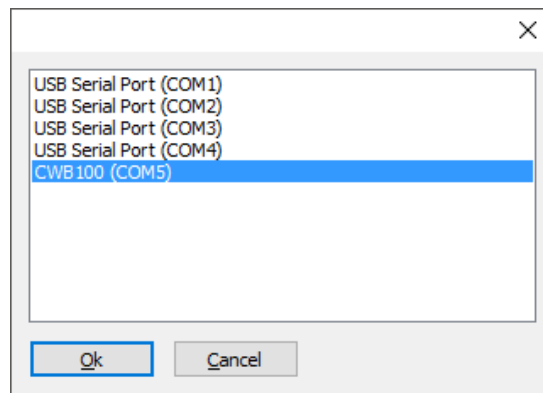 USB Serial Port (COM1)
USB Serial Port (COM2)
USB Serial Port (COM3)
USB Serial Port (COM4)
CWB100 (COM5)
Ok Cancel